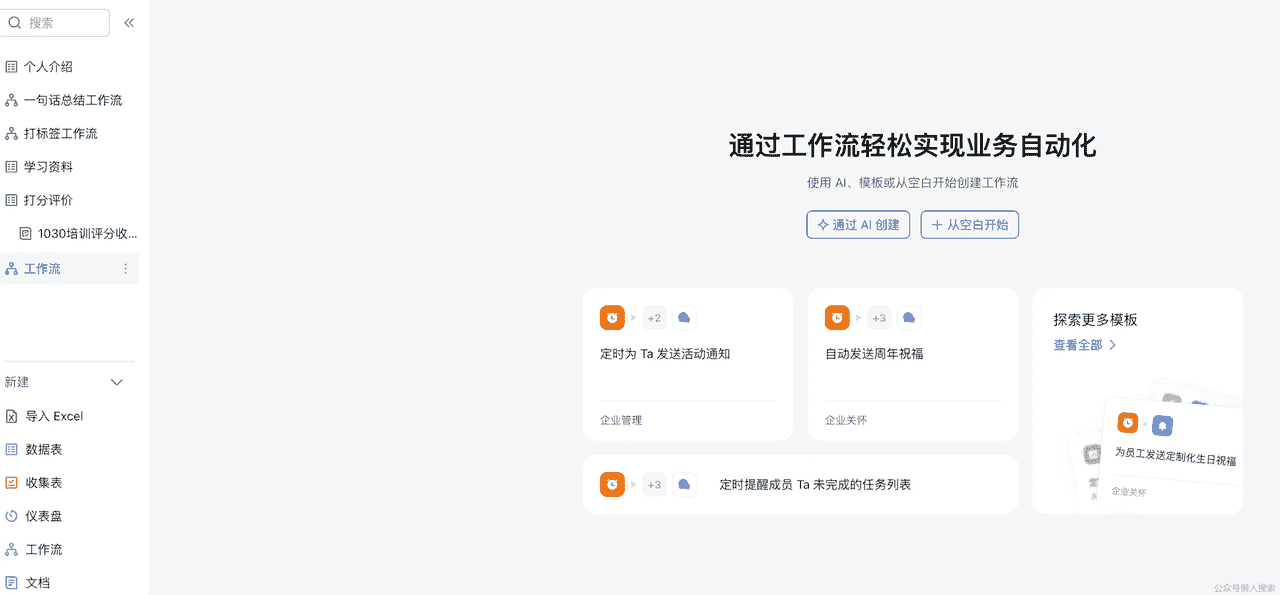 搜索
个人介绍
一句话总结工作流
打标签工作流
学习资料
打分评价
1030培训评分收...
工作流
新建
导入 Excel
数据表
收集表
仪表盘
工作流
文档
通过工作流轻松实现业务自动化
使用 AI、模板或从空白开始创建工作流
通过 AI 创建
从空白开始
+2
定时为 Ta 发送活动通知
企业管理
+3
自动发送周年祝福
企业关怀
+3
定时提醒成员 Ta 未完成的任务列表
探索更多模板
查看全部
为员工发送定制化生日祝福
企业关怀
公众号懒人搜索